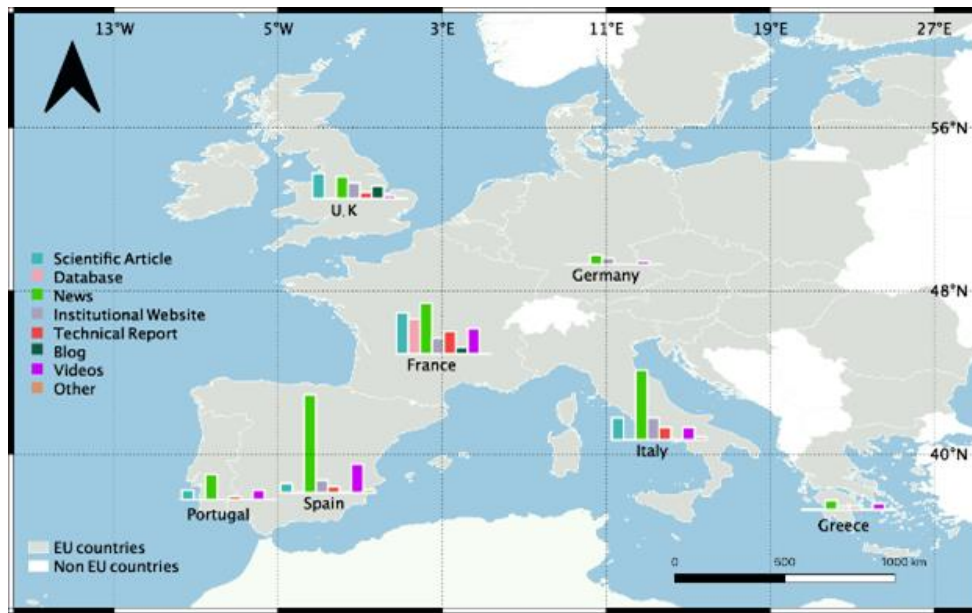 13°W 5°W 3°E 11°E 19°E 27°E
56°N
U.K
Scientific Article
Database
News
Institutional Website
Technical Report
Blog
Videos
Other
Germany
48°N
France
Italy
40°N
Portugal
Spain
Greece
EU countries
Non EU countries
0 500 1000 km